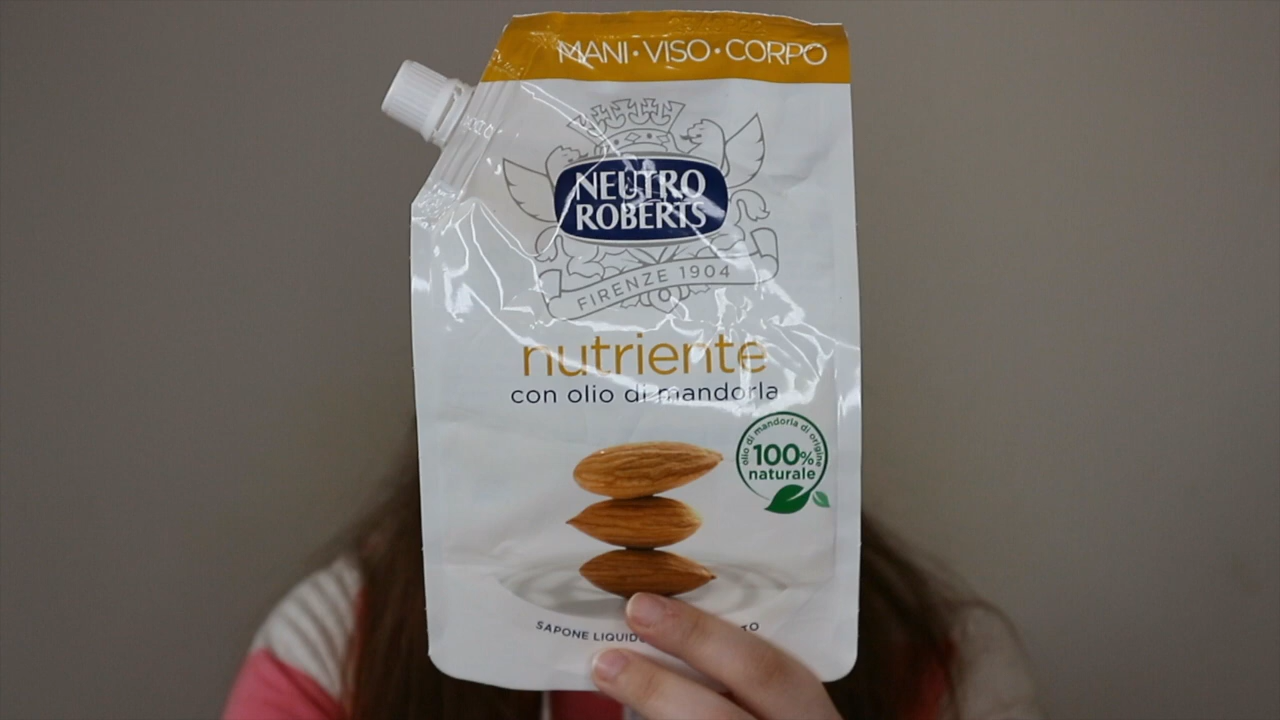 MANI • VISO • CORPO
NEUTRO
ROBERTS
FIRENZE 1904
nutriente
con olio di mandorla
olio di mandorla di origine
100%
naturale
SAPONE